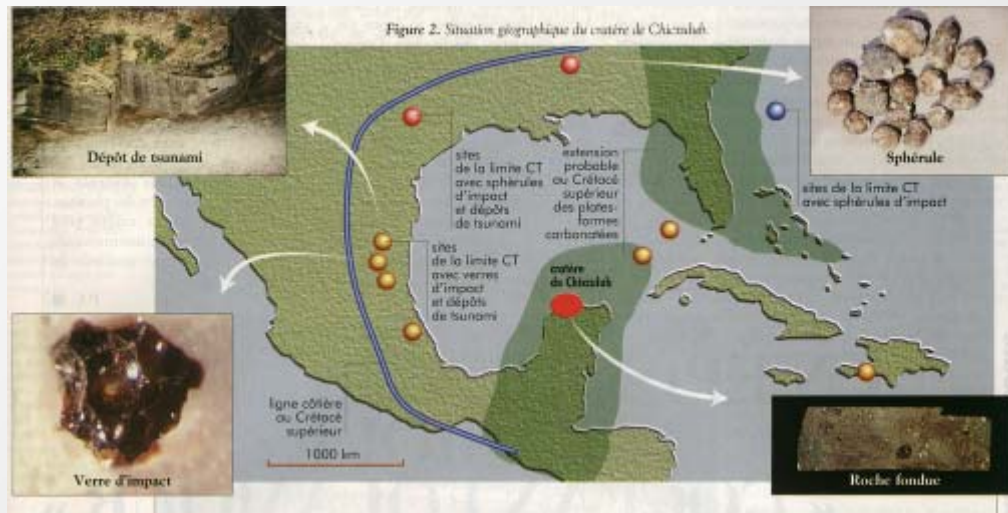 Figure 2. Situation géographique du cratère de Chicxulub.
Dépôt de tsunami
Sphérule
sites
de la limite CT
avec sphérules
d'impact
et dépôts
de tsunami
extension
probable
au Crétacé
supérieur
des plates-
formes
carbonatées
sites de la limite CT
avec sphérules d'impact
sites
de la limite CT
avec verres
d'impact
et dépôts
de tsunami
cratère
de Chicxulub
ligne côtière
au Crétacé
supérieur
1000 km
Verre d'impact
Roche fondue